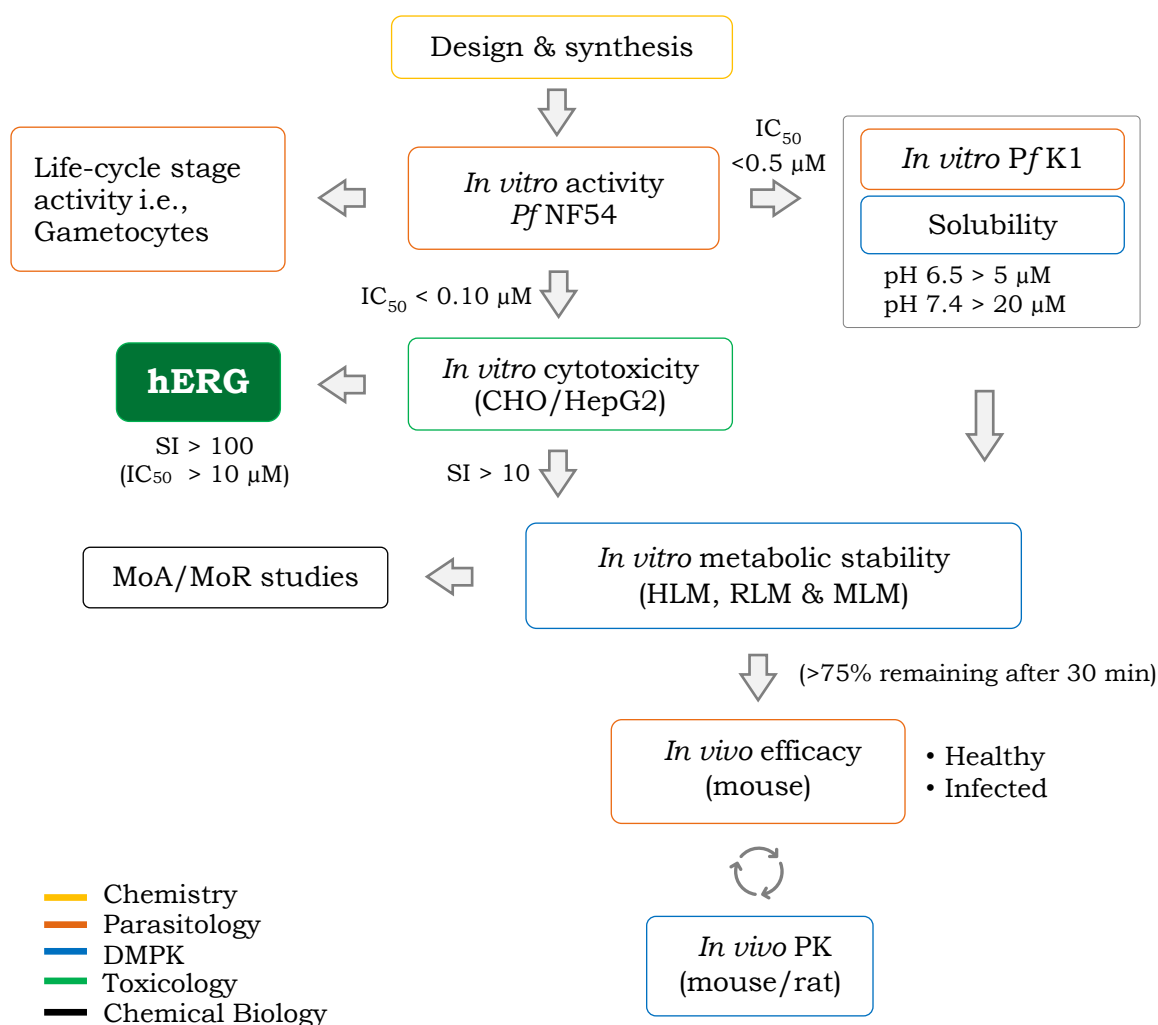 Design & synthesis
Life-cycle stage
activity i.e.,
Gametocytes
In vitro activity
Pf NF54
IC₅₀
<0.5 µM
In vitro Pf K1
Solubility
pH 6.5 > 5 µM
pH 7.4 > 20 µM
IC₅₀ < 0.10 µM
hERG
SI > 100
(IC₅₀ > 10 µM)
In vitro cytotoxicity
(CHO/HepG2)
SI > 10
MoA/MoR studies
In vitro metabolic stability
(HLM, RLM & MLM)
(>75% remaining after 30 min)
In vivo efficacy
(mouse)
• Healthy
• Infected
In vivo PK
(mouse/rat)
Chemistry
Parasitology
DMPK
Toxicology
Chemical Biology